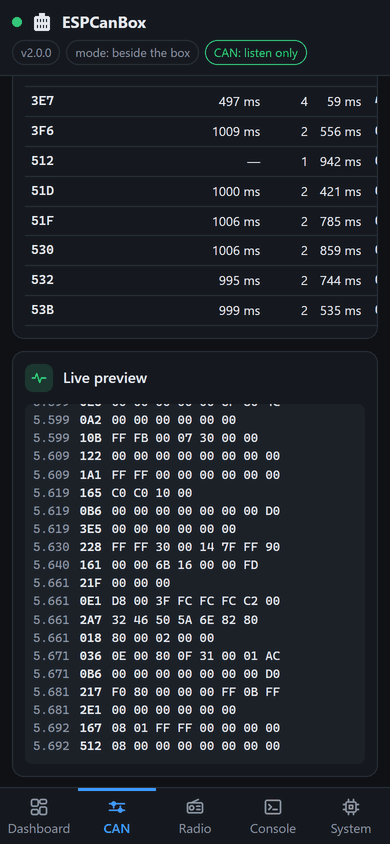 ESPCanBox
v2.0.0 mode: beside the box CAN: listen only
3E7 497 ms 4 59 ms
3F6 1009 ms 2 556 ms
512 — 1 942 ms
51D 1000 ms 2 421 ms
51F 1006 ms 2 785 ms
530 1006 ms 2 859 ms
532 995 ms 2 744 ms
53B 999 ms 2 535 ms
Live preview
5.599 0A2 00 00 00 00 00 00
5.599 10B FF FB 00 07 30 00 00
5.609 122 00 00 00 00 00 00 00 00
5.609 1A1 FF FF 00 00 00 00 00 00
5.619 165 C0 C0 10 00
5.619 0B6 00 00 00 00 00 00 00 D0
5.619 3E5 00 00 00 00 00 00
5.630 228 FF FF 30 00 14 7F FF 90
5.640 161 00 00 6B 16 00 00 FD
5.661 21F 00 00 00
5.661 0E1 D8 00 3F FC FC FC C2 00
5.661 2A7 32 46 50 5A 6E 82 80
5.661 018 80 00 02 00 00
5.671 036 0E 00 80 0F 31 00 01 AC
5.671 0B6 00 00 00 00 00 00 00 D0
5.681 217 F0 80 00 00 00 FF 0B FF
5.681 2E1 00 00 00 00 00 00
5.692 167 08 01 FF FF 00 00 00 00
5.692 512 08 00 00 00 00 00 00 00
Dashboard CAN Radio Console System